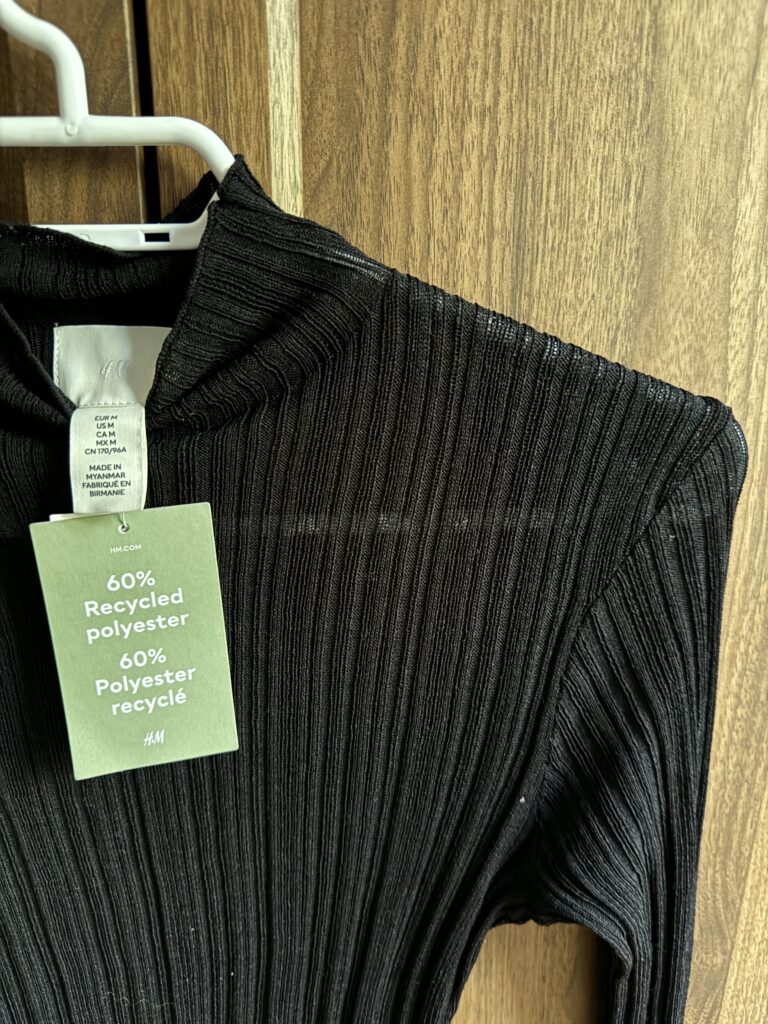 H&M
EUR M
US M
CA M
MX M
CN 170/96A
MADE IN
MYANMAR
FABRIQUÉ EN
BIRMANIE
HM.COM
60%
Recycled
polyester
60%
Polyester
recyclé
H&M